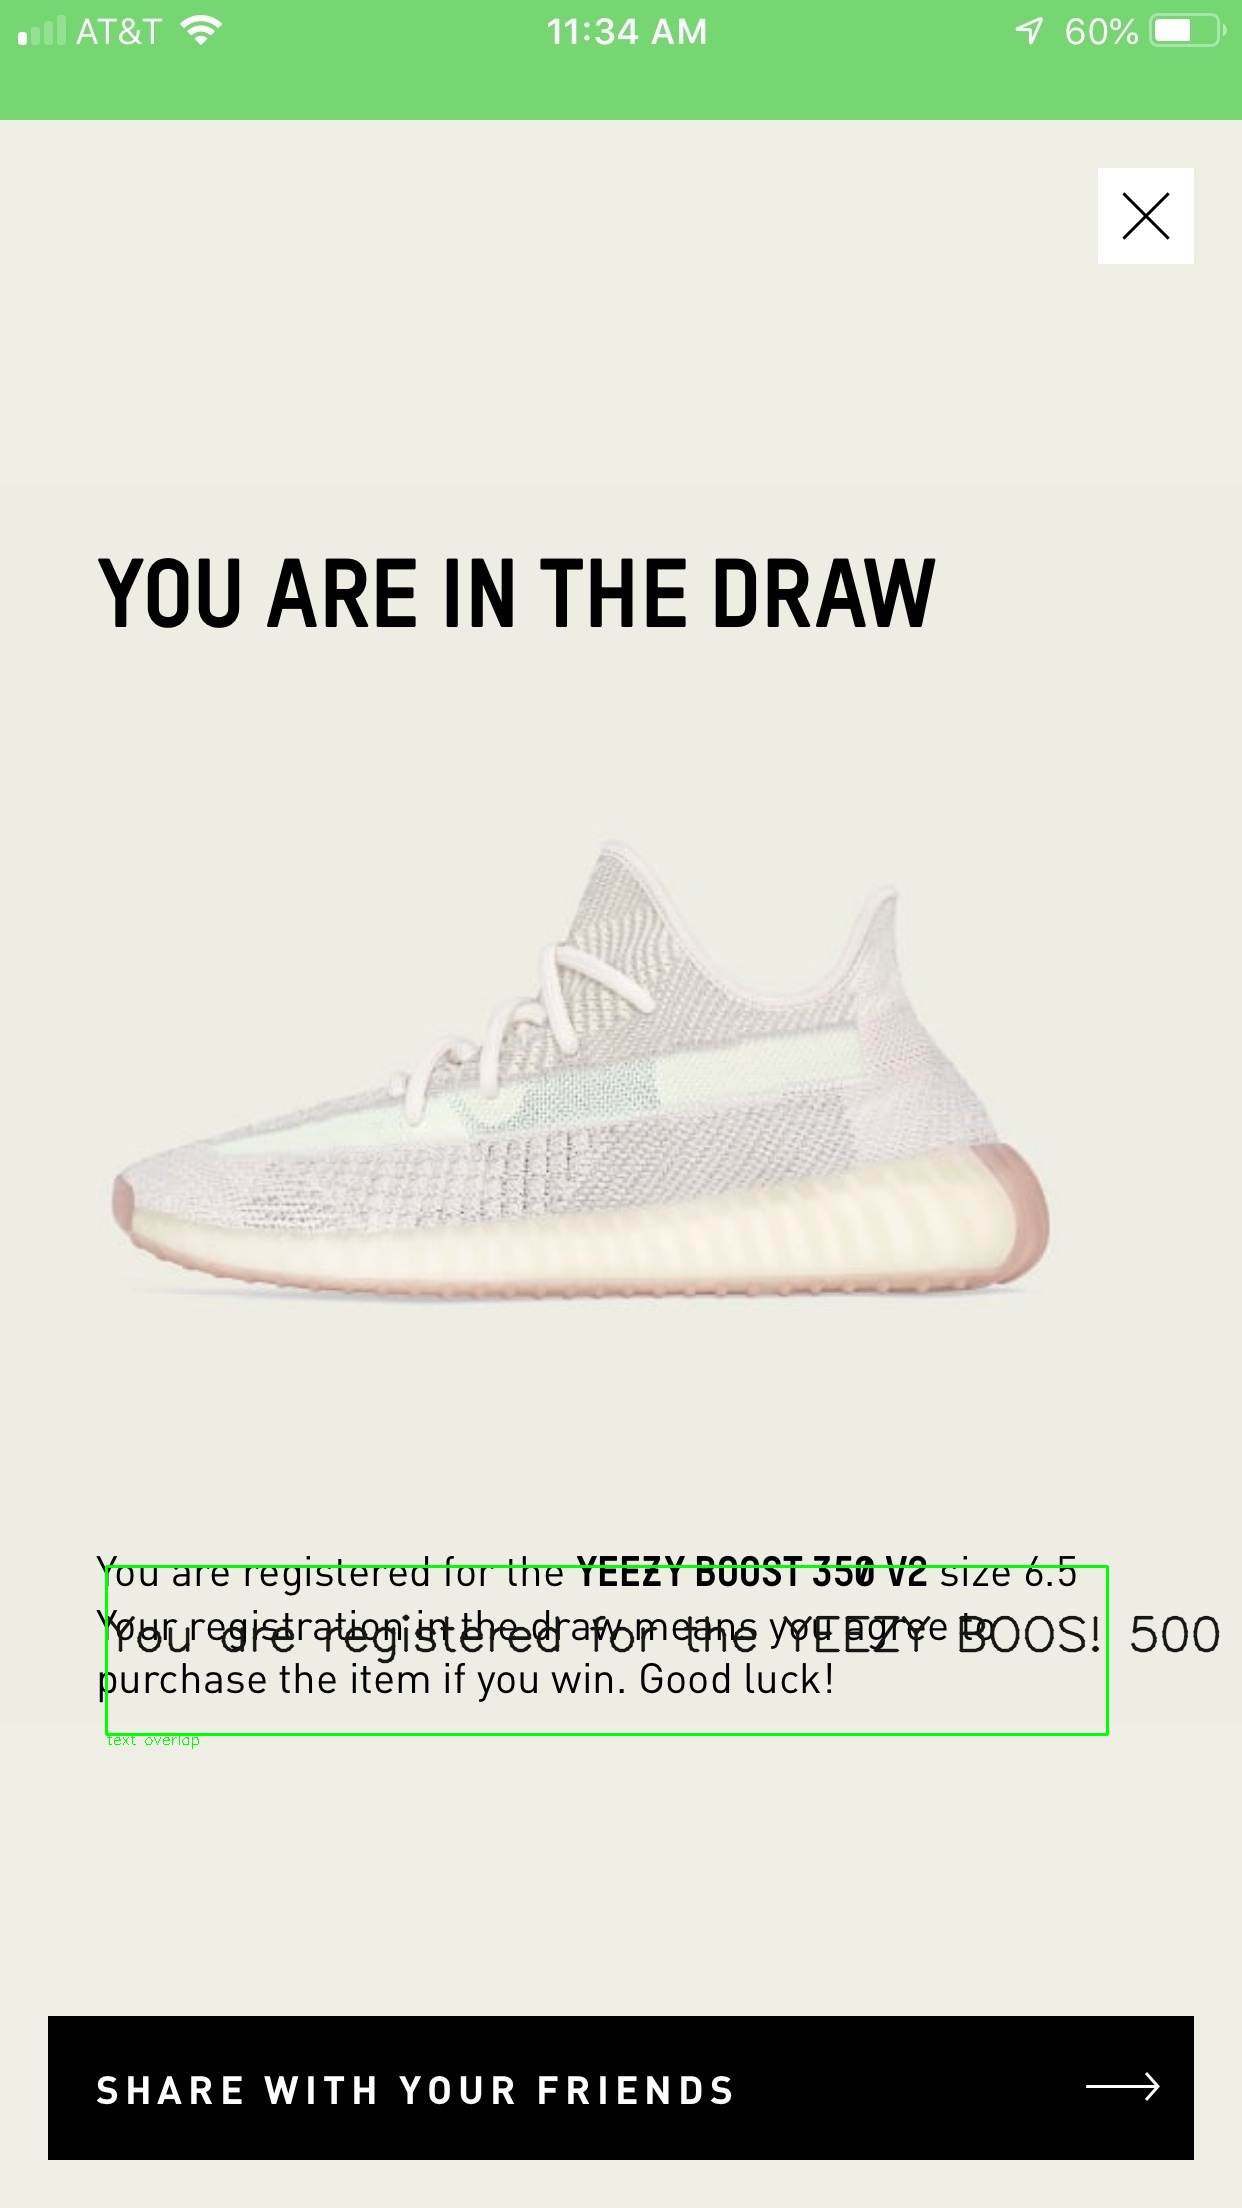 AT&T 11:34 AM 60%
YOU ARE IN THE DRAW
You are registered for the YEEZY BOOST 350 V2 size 6.5
Your registration in the draw means you agree to
You are registered for the YEEZY BOOS! 500
purchase the item if you win. Good luck!
text overlap
SHARE WITH YOUR FRIENDS